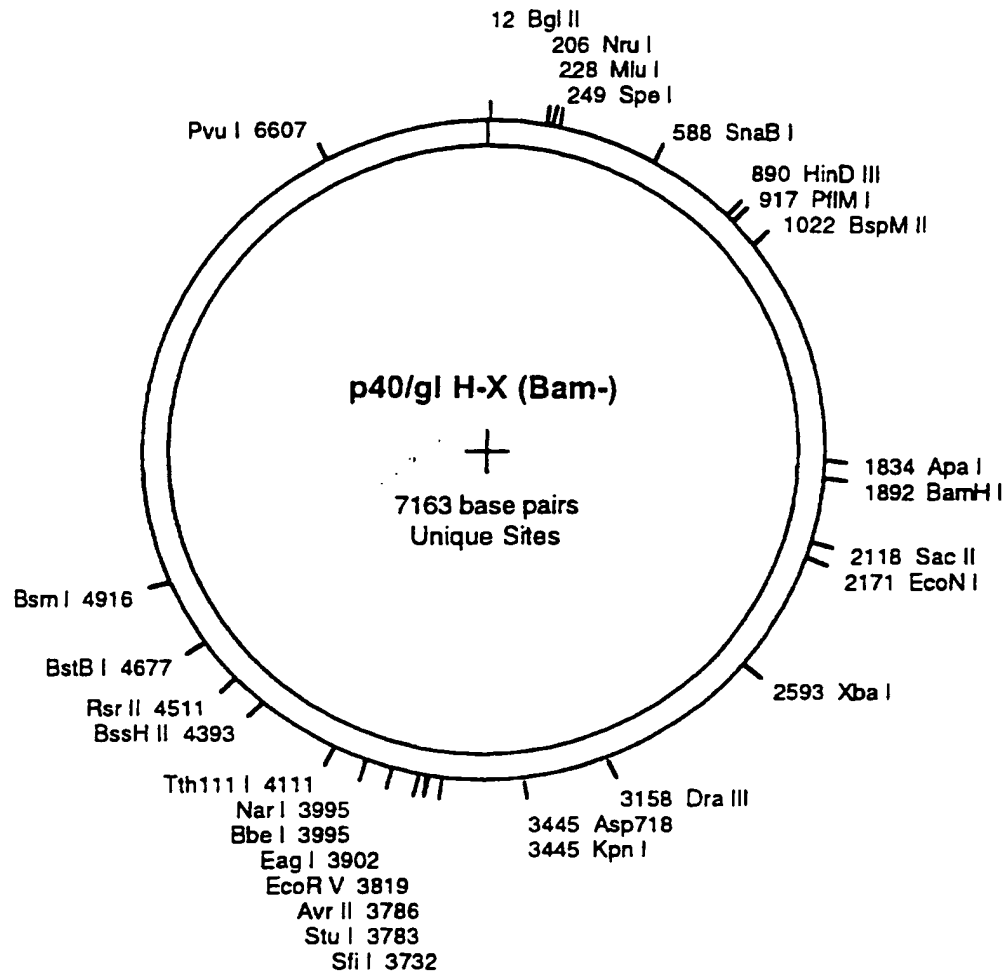 12 Bgl II
206 Nru I
228 Mlu I
249 Spe I
588 SnaB I
890 HinD III
917 PflM I
1022 BspM II
Pvu I 6607
p40/gI H-X (Bam-)
7163 base pairs
Unique Sites
1834 Apa I
1892 BamH I
2118 Sac II
2171 EcoN I
2593 Xba I
3158 Dra III
3445 Asp718
3445 Kpn I
Bsm I 4916
BstB I 4677
Rsr II 4511
BssH II 4393
Tth111 I 4111
Nar I 3995
Bbe I 3995
Eag I 3902
EcoR V 3819
Avr II 3786
Stu I 3783
Sfi I 3732